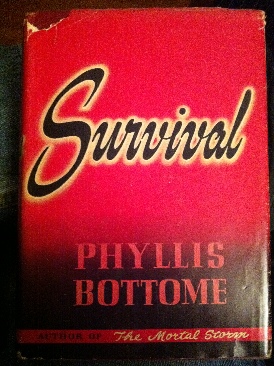 Survival
PHYLLIS
BOTTOME
AUTHOR OF The Mortal Storm